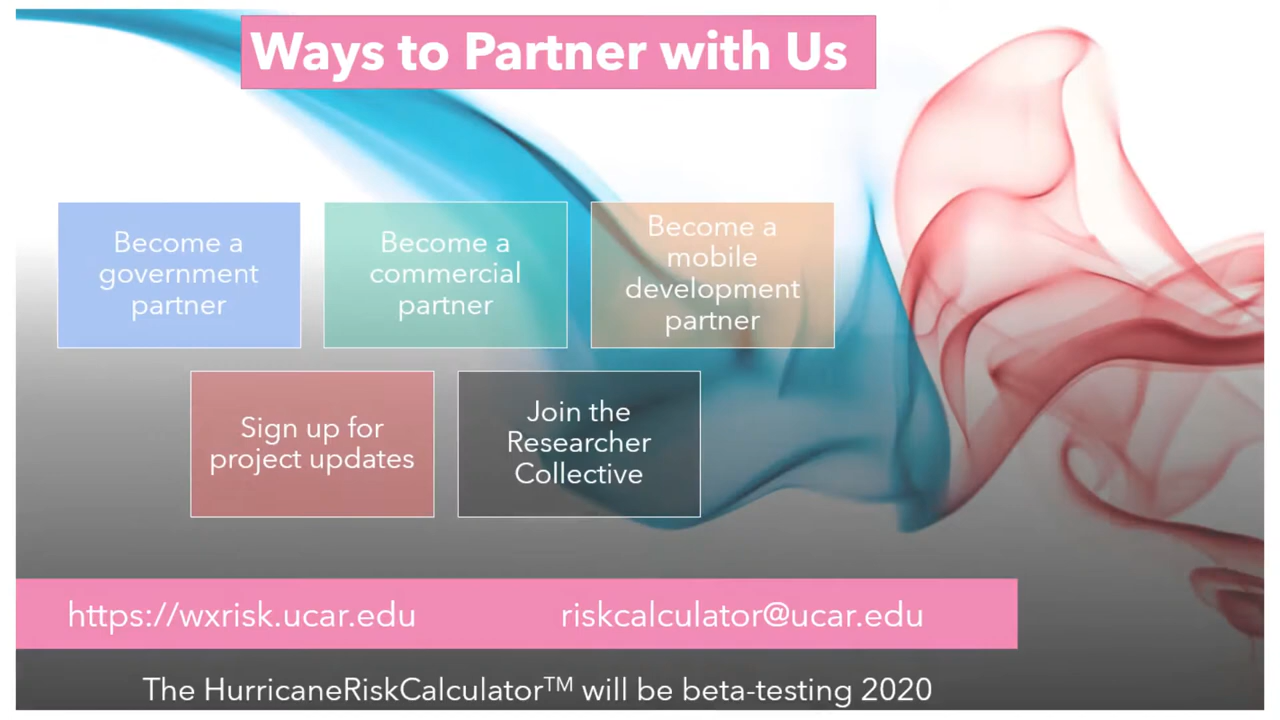 Ways to Partner with Us
Become a
government
partner
Become a
commercial
partner
Become a
mobile
development
partner
Sign up for
project updates
Join the
Researcher
Collective
https://wxrisk.ucar.edu
riskcalculator@ucar.edu
The HurricaneRiskCalculator™ will be beta-testing 2020